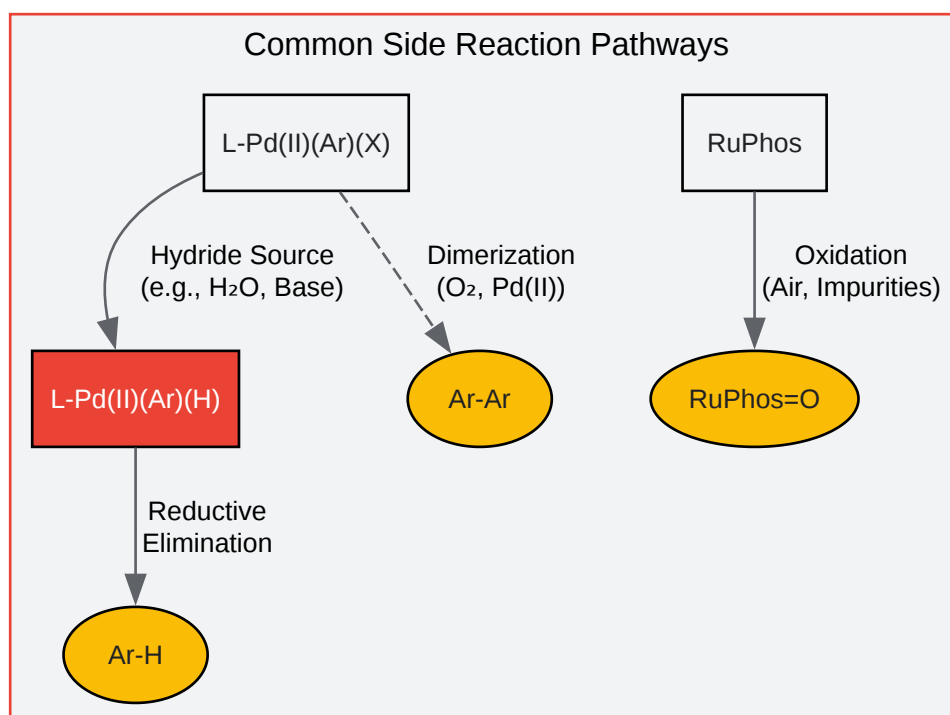 Common Side Reaction Pathways
L-Pd(II)(Ar)(X)
RuPhos
Hydride Source
(e.g., H₂O, Base)
Dimerization
(O₂, Pd(II))
Oxidation
(Air, Impurities)
L-Pd(II)(Ar)(H)
Ar-Ar
RuPhos=O
Reductive
Elimination
Ar-H